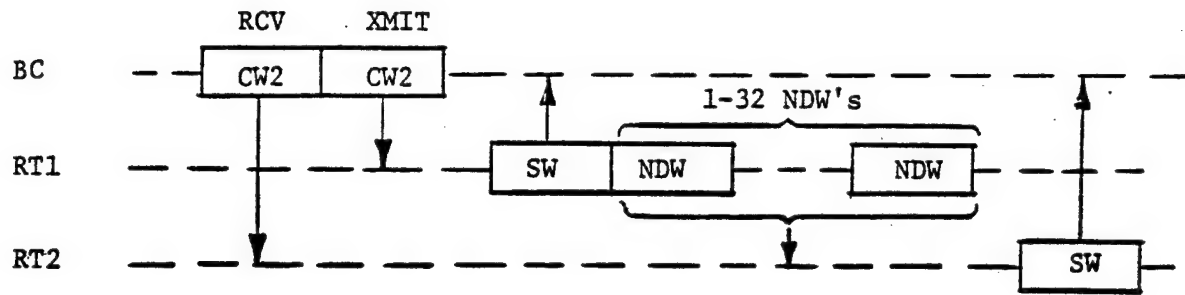 RCV XMIT
BC CW2 CW2
1-32 NDW's
RT1 SW NDW NDW
RT2 SW